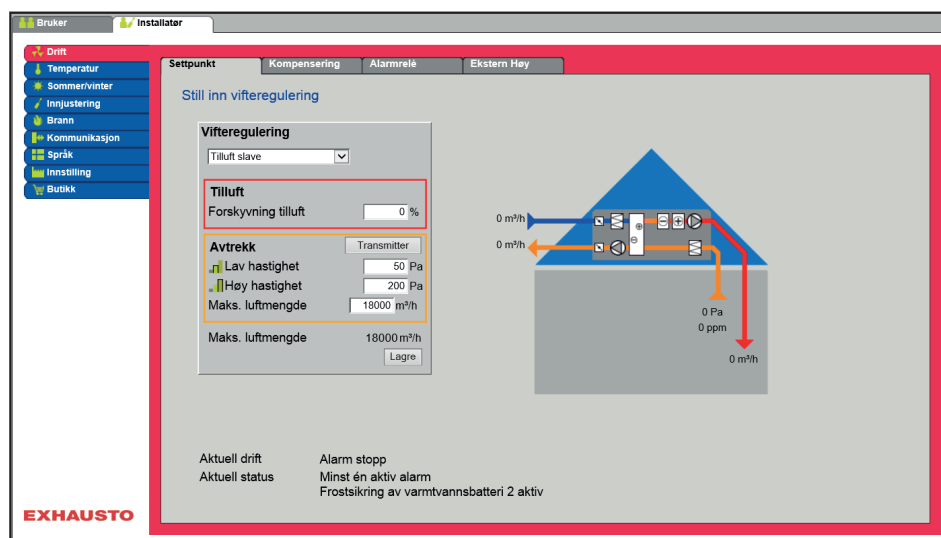 Bruker
Installatør
Drift
Temperatur
Sommer/vinter
Innjustering
Brann
Kommunikasjon
Språk
Innstilling
Butikk
Settpunkt
Kompensering
Alarmrelè
Ekstern Høy
Still inn vifteregulering
Vifteregulering
Tilluft slave
Tilluft
Forskyvning tilluft 0 %
Avtrekk Transmitter
Lav hastighet 50 Pa
Høy hastighet 200 Pa
Maks. luftmengde 18000 m³/h
Maks. luftmengde 18000 m³/h
Lagre
0 m³/h
0 m³/h
0 Pa
0 ppm
0 m³/h
Aktuell drift Alarm stopp
Aktuell status Minst én aktiv alarm
Frostsikring av varmtvannsbatteri 2 aktiv
EXHAUSTO